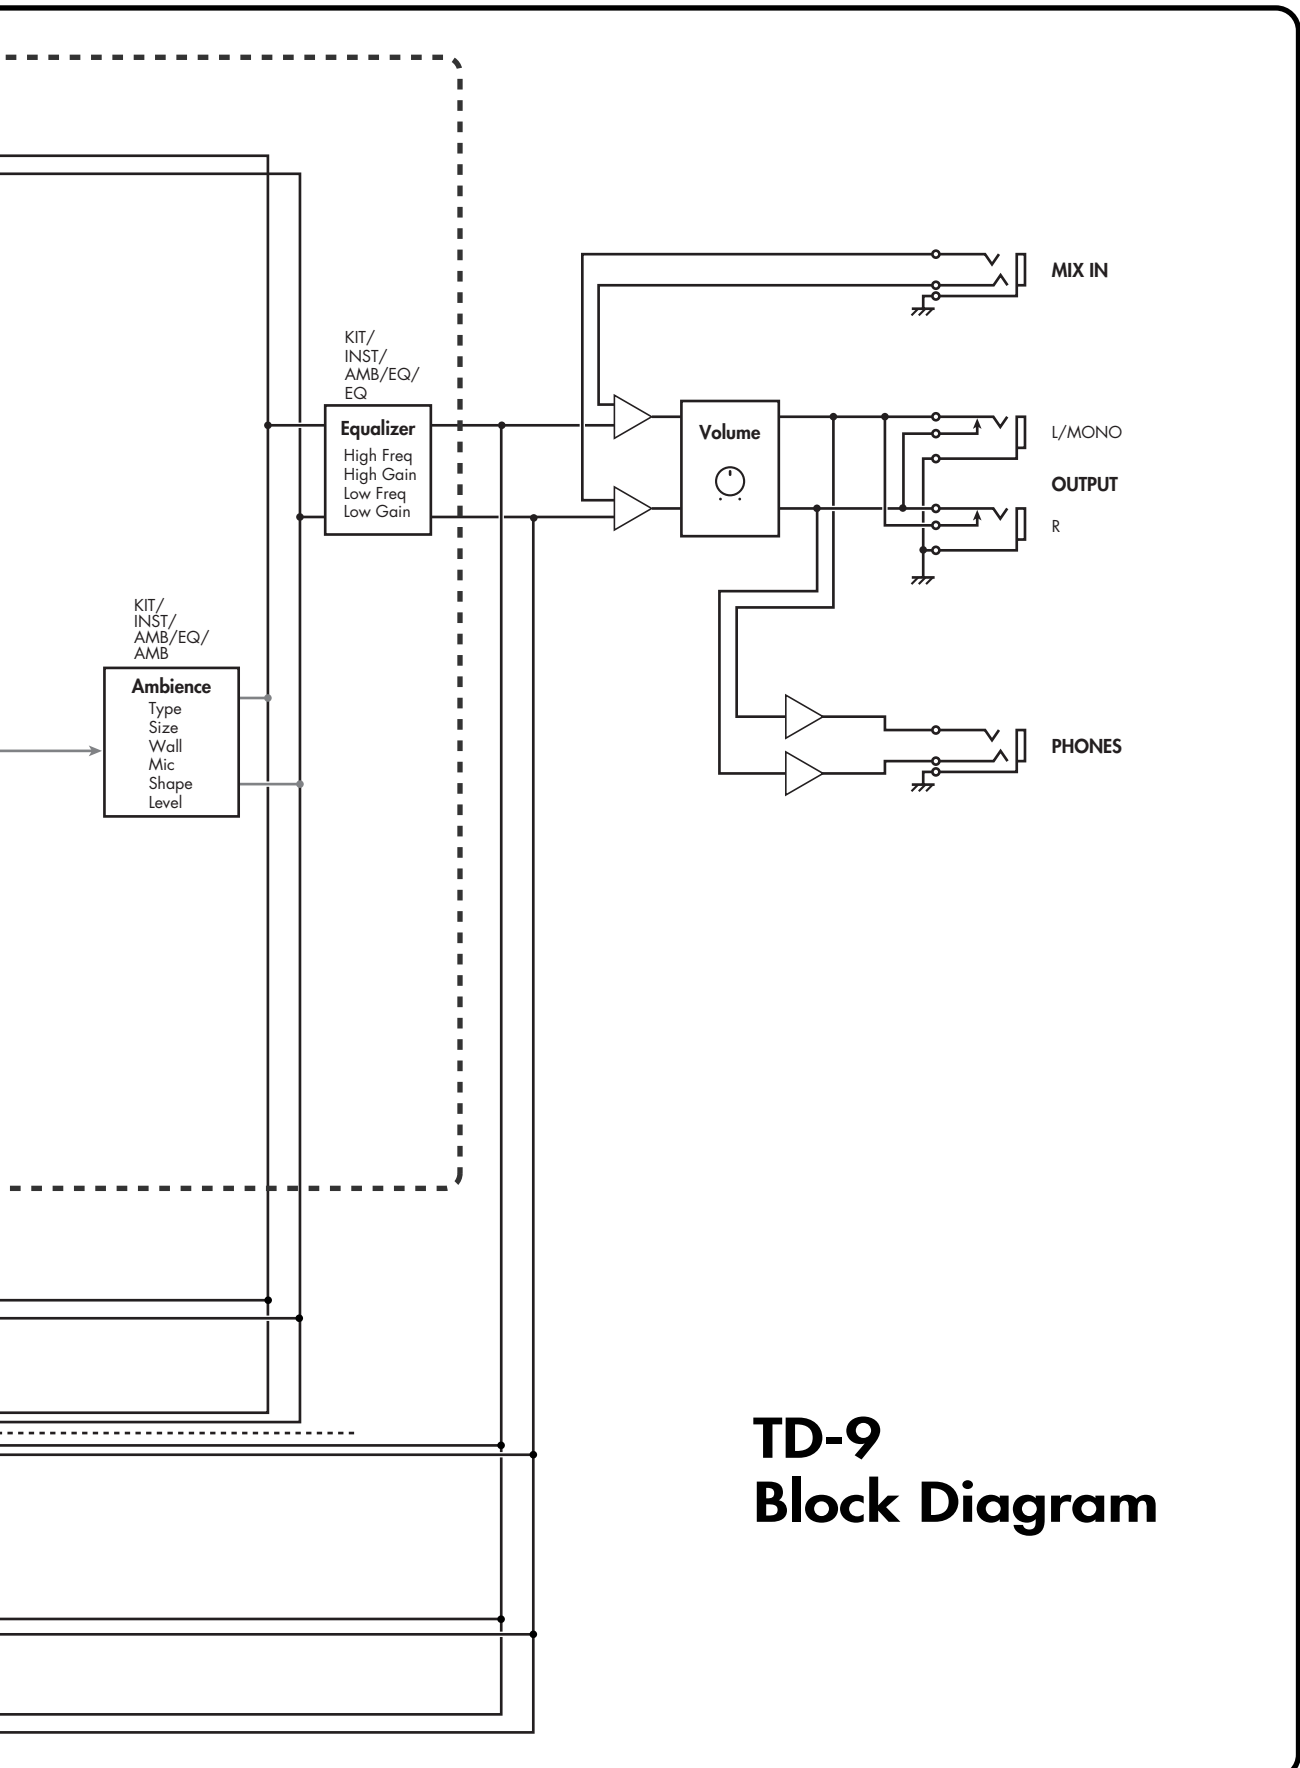 MIX IN
KIT/
INST/
AMB/EQ/
EQ
Equalizer
High Freq
High Gain
Low Freq
Low Gain
Volume
L/MONO
OUTPUT
R
KIT/
INST/
AMB/EQ/
AMB
Ambience
Type
Size
Wall
Mic
Shape
Level
PHONES
TD-9
Block Diagram